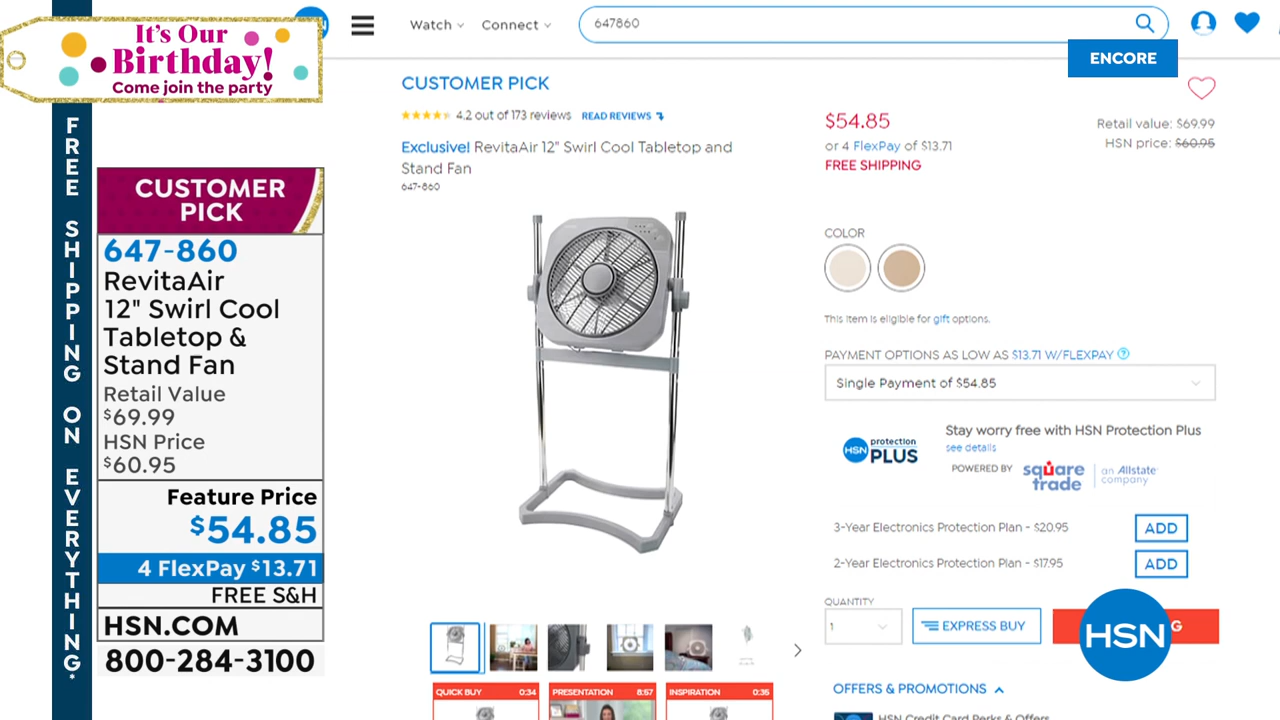 It's Our
Birthday!
Come join the party
FREE SHIPPING ON EVERYTHING.*
CUSTOMER
PICK
647-860
RevitaAir
12" Swirl Cool
Tabletop &
Stand Fan
Retail Value
$69.99
HSN Price
$60.95
Feature Price
$54.85
4 FlexPay $13.71
FREE S&H
HSN.COM
800-284-3100
Watch
Connect
647860
ENCORE
CUSTOMER PICK
4.2 out of 173 reviews READ REVIEWS
Exclusive! RevitaAir 12" Swirl Cool Tabletop and
Stand Fan
647-860
$54.85
or 4 FlexPay of $13.71
FREE SHIPPING
Retail value: $69.99
HSN price: $60.95
COLOR
This item is eligible for gift options.
PAYMENT OPTIONS AS LOW AS $13.71 W/FLEXPAY ?
Single Payment of $54.85
HSN protection PLUS
Stay worry free with HSN Protection Plus
see details
POWERED BY square trade | an Allstate company
3-Year Electronics Protection Plan - $20.95 ADD
2-Year Electronics Protection Plan - $17.95 ADD
QUANTITY
1
EXPRESS BUY
G
HSN
OFFERS & PROMOTIONS
HSN Credit Card Perks & Offers
QUICK BUY 0:34
PRESENTATION 8:57
INSPIRATION 0:35